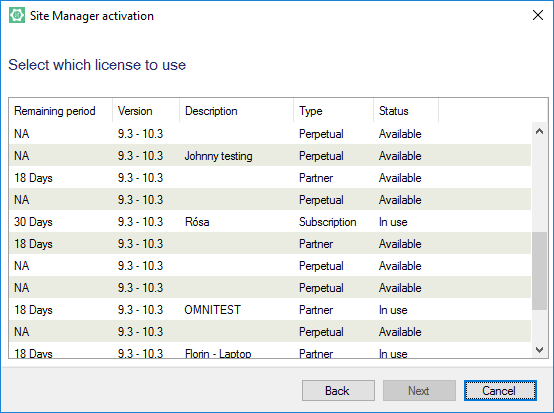 Site Manager activation
Select which license to use
Remaining period Version Description Type Status
NA 9.3 - 10.3 Perpetual Available
NA 9.3 - 10.3 Johnny testing Perpetual Available
18 Days 9.3 - 10.3 Partner Available
NA 9.3 - 10.3 Perpetual Available
30 Days 9.3 - 10.3 Rósa Subscription In use
18 Days 9.3 - 10.3 Partner Available
NA 9.3 - 10.3 Perpetual Available
NA 9.3 - 10.3 Perpetual Available
18 Days 9.3 - 10.3 OMNITEST Partner In use
NA 9.3 - 10.3 Perpetual Available
18 Days 9.3 - 10.3 Florin - Laptop Partner In use
Back Next Cancel